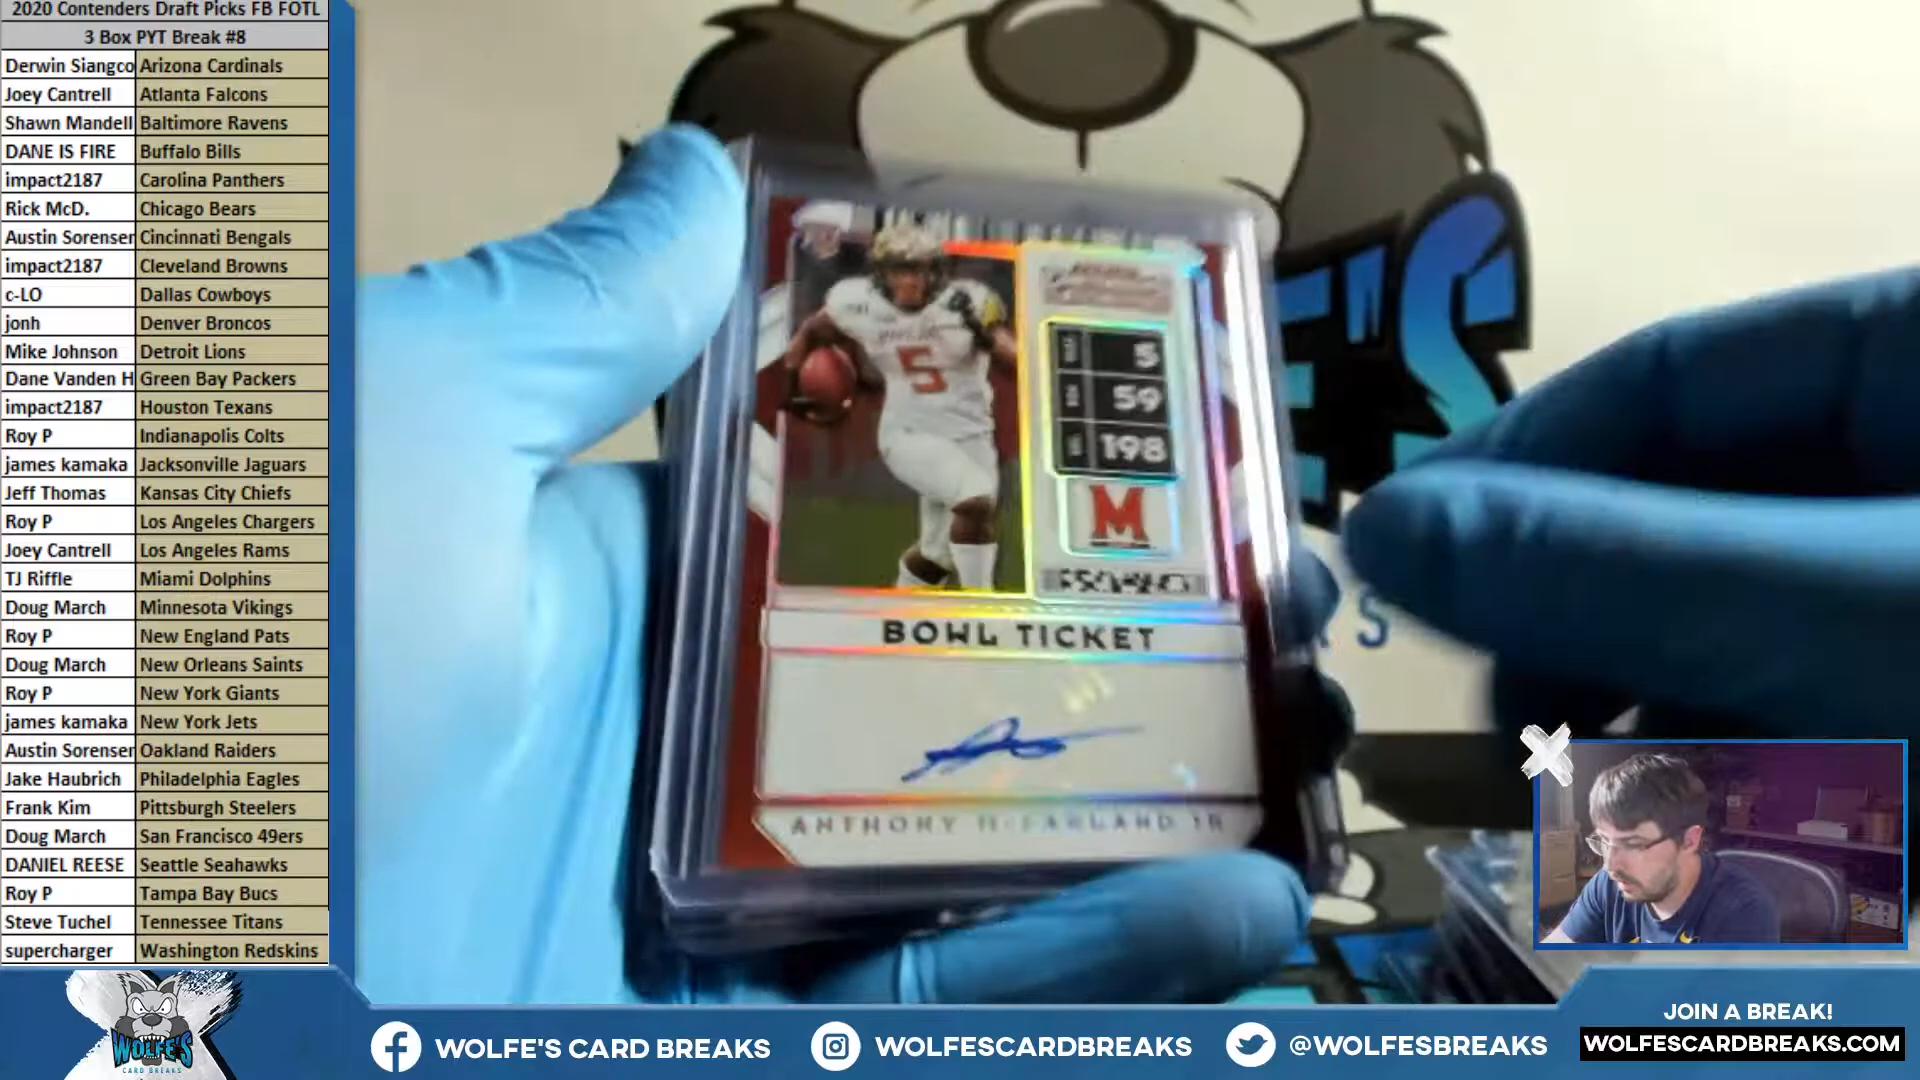 2020 Contenders Draft Picks FB FOTL
3 Box PYT Break #8
Derwin Siangco Arizona Cardinals
Joey Cantrell Atlanta Falcons
Shawn Mandell Baltimore Ravens
DANE IS FIRE Buffalo Bills
impact2187 Carolina Panthers
Rick McD. Chicago Bears
Austin Sorenser Cincinnati Bengals
impact2187 Cleveland Browns
c-LO Dallas Cowboys
jonh Denver Broncos
Mike Johnson Detroit Lions
Dane Vanden H Green Bay Packers
impact2187 Houston Texans
Roy P Indianapolis Colts
james kamaka Jacksonville Jaguars
Jeff Thomas Kansas City Chiefs
Roy P Los Angeles Chargers
Joey Cantrell Los Angeles Rams
TJ Riffle Miami Dolphins
Doug March Minnesota Vikings
Roy P New England Pats
Doug March New Orleans Saints
Roy P New York Giants
james kamaka New York Jets
Austin Sorenser Oakland Raiders
Jake Haubrich Philadelphia Eagles
Frank Kim Pittsburgh Steelers
Doug March San Francisco 49ers
DANIEL REESE Seattle Seahawks
Roy P Tampa Bay Bucs
Steve Tuchel Tennessee Titans
supercharger Washington Redskins
5
5
59
198
M
BOWL TICKET
ANTHONY McFARLAND JR
E'S
S
WOLFE'S
CARD BREAKS
WOLFE'S CARD BREAKS
WOLFESCARDBREAKS
@WOLFESBREAKS
JOIN A BREAK!
WOLFESCARDBREAKS.COM